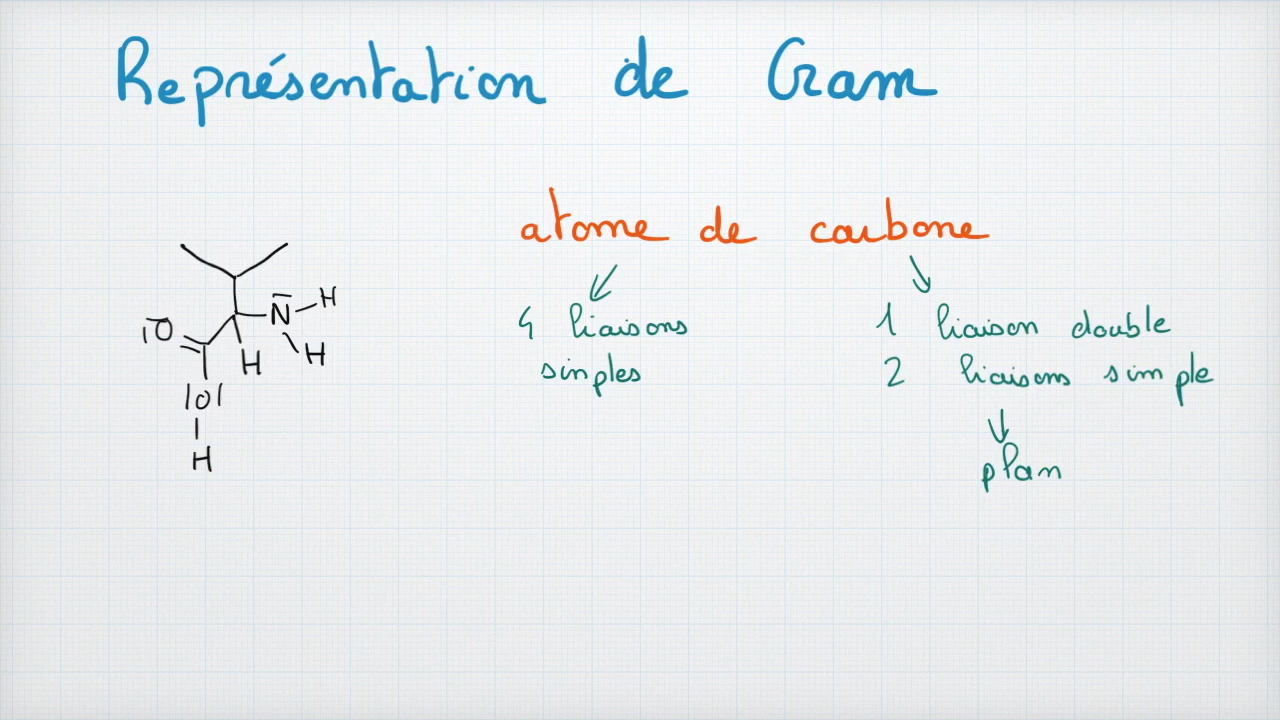 Représentation de Cram
atome de carbone
4 liaisons
simples
1 liaison double
2 liaisons simple
plan
N H
H
O
H
O
H